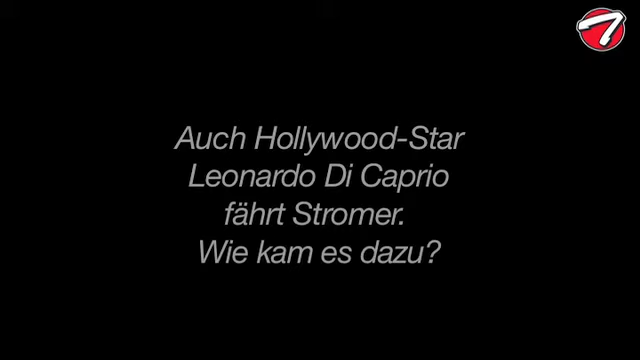 Auch Hollywood-Star
Leonardo Di Caprio
fährt Stromer.
Wie kam es dazu?